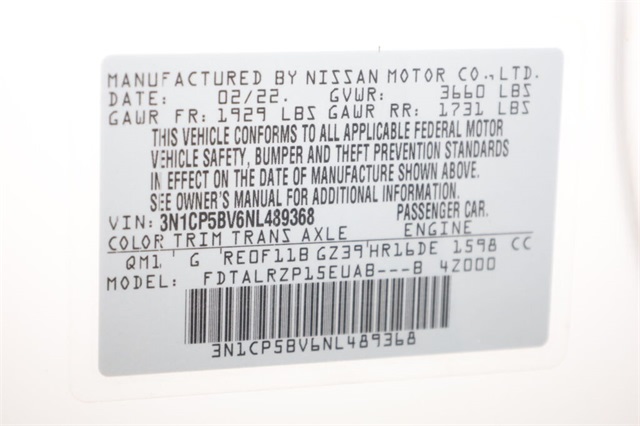 MANUFACTURED BY NISSAN MOTOR CO.,LTD.
DATE: 02/22. GVWR: 3660 LBS
GAWR FR: 1929 LBS GAWR RR: 1731 LBS
THIS VEHICLE CONFORMS TO ALL APPLICABLE FEDERAL MOTOR
VEHICLE SAFETY, BUMPER AND THEFT PREVENTION STANDARDS
IN EFFECT ON THE DATE OF MANUFACTURE SHOWN ABOVE.
SEE OWNER'S MANUAL FOR ADDITIONAL INFORMATION.
VIN: 3N1CP5BV6NL489368 PASSENGER CAR.
COLOR TRIM TRANS AXLE ENGINE
QM1 G RE0F11B GZ39 HR16DE 1598 CC
MODEL: FDTALRZP15EUAB---B 4Z000
3N1CP5BV6NL489368